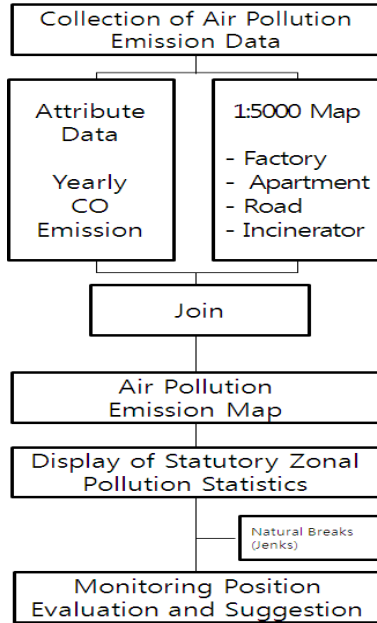 Collection of Air Pollution
Emission Data
Attribute
Data
Yearly
CO
Emission
1:5000 Map
- Factory
- Apartment
- Road
- Incinerator
Join
Air Pollution
Emission Map
Display of Statutory Zonal
Pollution Statistics
Natural Breaks
(Jenks)
Monitoring Position
Evaluation and Suggestion